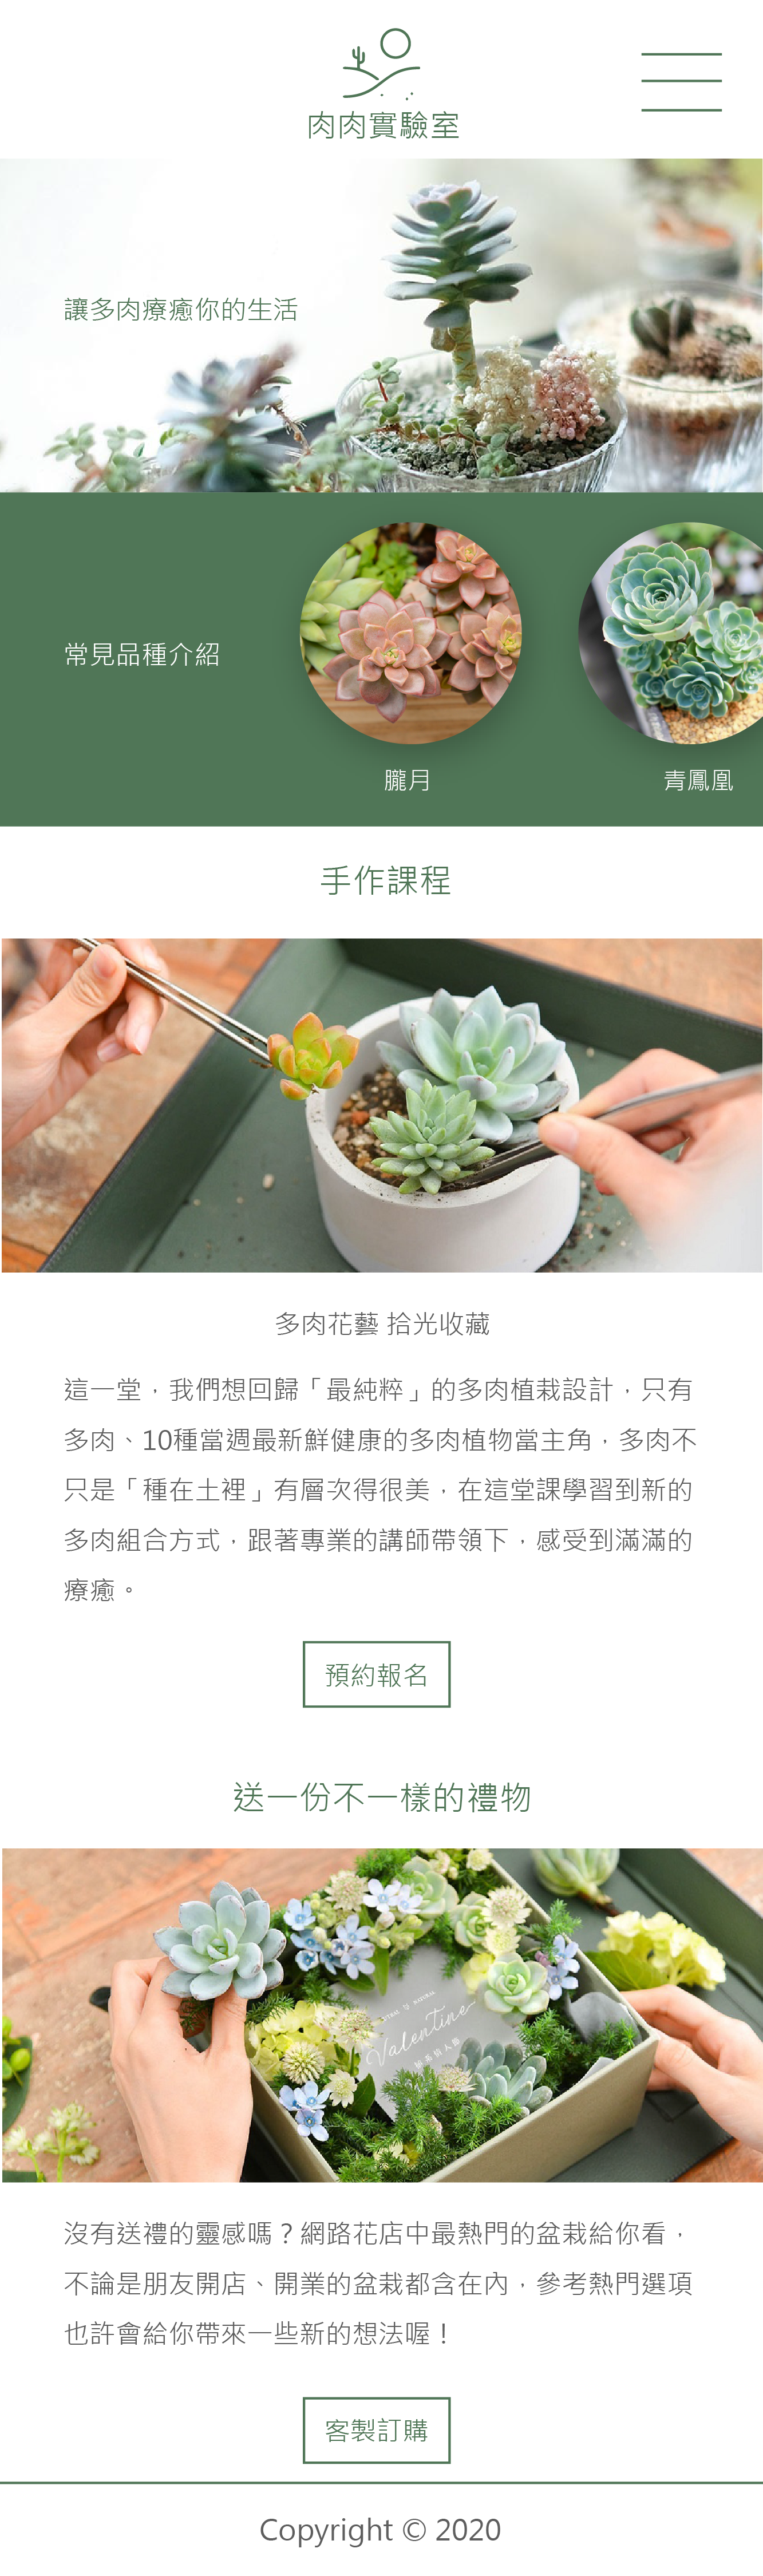 肉肉實驗室
讓多肉療癒你的生活
常見品種介紹
朧月
青鳳凰
手作課程
多肉花藝 拾光收藏
這一堂，我們想回歸「最純粹」的多肉植栽設計，只有
多肉、10種當週最新鮮健康的多肉植物當主角，多肉不
只是「種在土裡」有層次得很美，在這堂課學習到新的
多肉組合方式，跟著專業的講師帶領下，感受到滿滿的
療癒。
預約報名
送一份不一樣的禮物
Valentine
沒有送禮的靈感嗎？網路花店中最熱門的盆栽給你看，
不論是朋友開店、開業的盆栽都含在內，參考熱門選項
也許會給你帶來一些新的想法喔！
客製訂購
Copyright © 2020